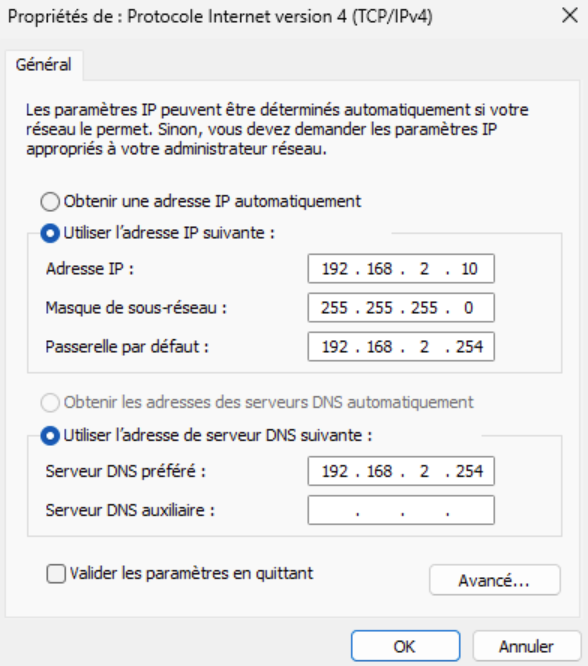 Propriétés de : Protocole Internet version 4 (TCP/IPv4)
Général
Les paramètres IP peuvent être déterminés automatiquement si votre
réseau le permet. Sinon, vous devez demander les paramètres IP
appropriés à votre administrateur réseau.
Obtenir une adresse IP automatiquement
Utiliser l'adresse IP suivante :
Adresse IP : 192 . 168 . 2 . 10
Masque de sous-réseau : 255 . 255 . 255 . 0
Passerelle par défaut : 192 . 168 . 2 . 254
Obtenir les adresses des serveurs DNS automatiquement
Utiliser l'adresse de serveur DNS suivante :
Serveur DNS préféré : 192 . 168 . 2 . 254
Serveur DNS auxiliaire : . . .
Valider les paramètres en quittant
Avancé...
OK Annuler